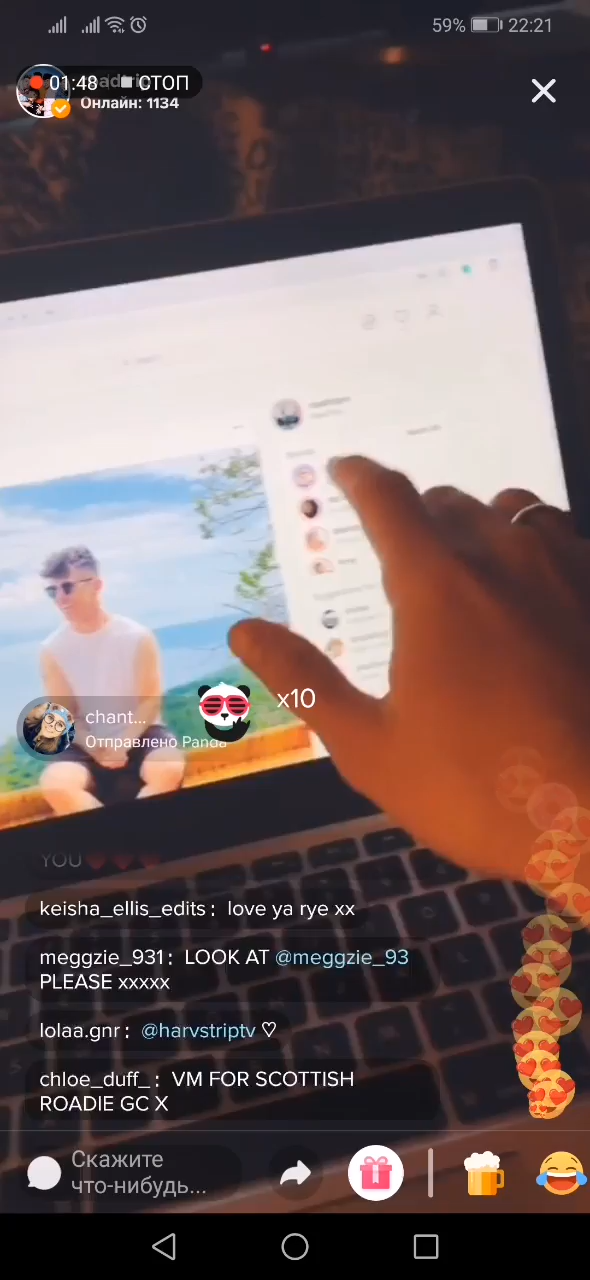 59% 22:21
01:48 СТОП
Онлайн: 1134
chant...
x10
Отправлено Panda
YOU
keisha_ellis_edits: love ya rye xx
meggzie_931: LOOK AT @meggzie_93
PLEASE xxxxx
lolaa.gnr: @harvstriptv ♡
chloe_duff_: VM FOR SCOTTISH
ROADIE GC X
Скажите
что-нибудь...